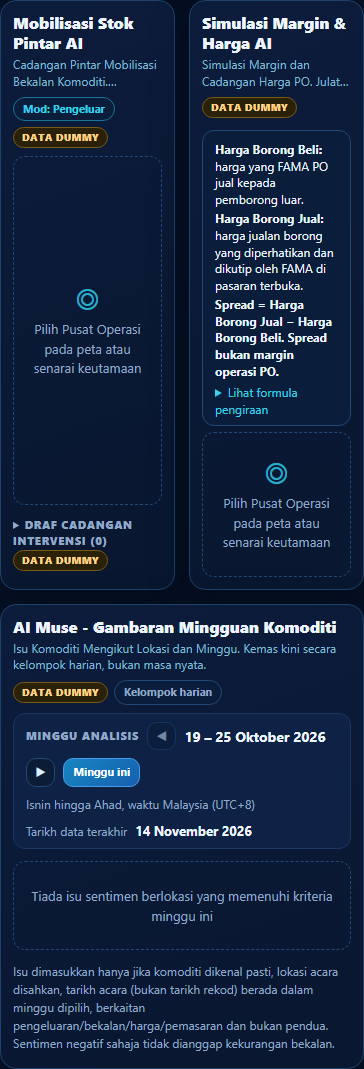 Mobilisasi Stok
Pintar AI
Cadangan Pintar Mobilisasi
Bekalan Komoditi....
Mod: Pengeluar
DATA DUMMY
Pilih Pusat Operasi
pada peta atau
senarai keutamaan
▶ DRAF CADANGAN
INTERVENSI (0)
DATA DUMMY
Simulasi Margin &
Harga AI
Simulasi Margin dan
Cadangan Harga PO. Julat...
DATA DUMMY
Harga Borong Beli:
harga yang FAMA PO
jual kepada
pemborong luar.
Harga Borong Jual:
harga jualan borong
yang diperhatikan dan
dikutip oleh FAMA di
pasaran terbuka.
Spread = Harga
Borong Jual − Harga
Borong Beli. Spread
bukan margin
operasi PO.
▶ Lihat formula
pengiraan
Pilih Pusat Operasi
pada peta atau
senarai keutamaan
AI Muse - Gambaran Mingguan Komoditi
Isu Komoditi Mengikut Lokasi dan Minggu. Kemas kini secara
kelompok harian, bukan masa nyata.
DATA DUMMY Kelompok harian
MINGGU ANALISIS ◀ 19 – 25 Oktober 2026
▶ Minggu ini
Isnin hingga Ahad, waktu Malaysia (UTC+8)
Tarikh data terakhir 14 November 2026
Tiada isu sentimen berlokasi yang memenuhi kriteria
minggu ini
Isu dimasukkan hanya jika komoditi dikenal pasti, lokasi acara
disahkan, tarikh acara (bukan tarikh rekod) berada dalam
minggu dipilih, berkaitan
pengeluaran/bekalan/harga/pemasaran dan bukan pendua.
Sentimen negatif sahaja tidak dianggap kekurangan bekalan.